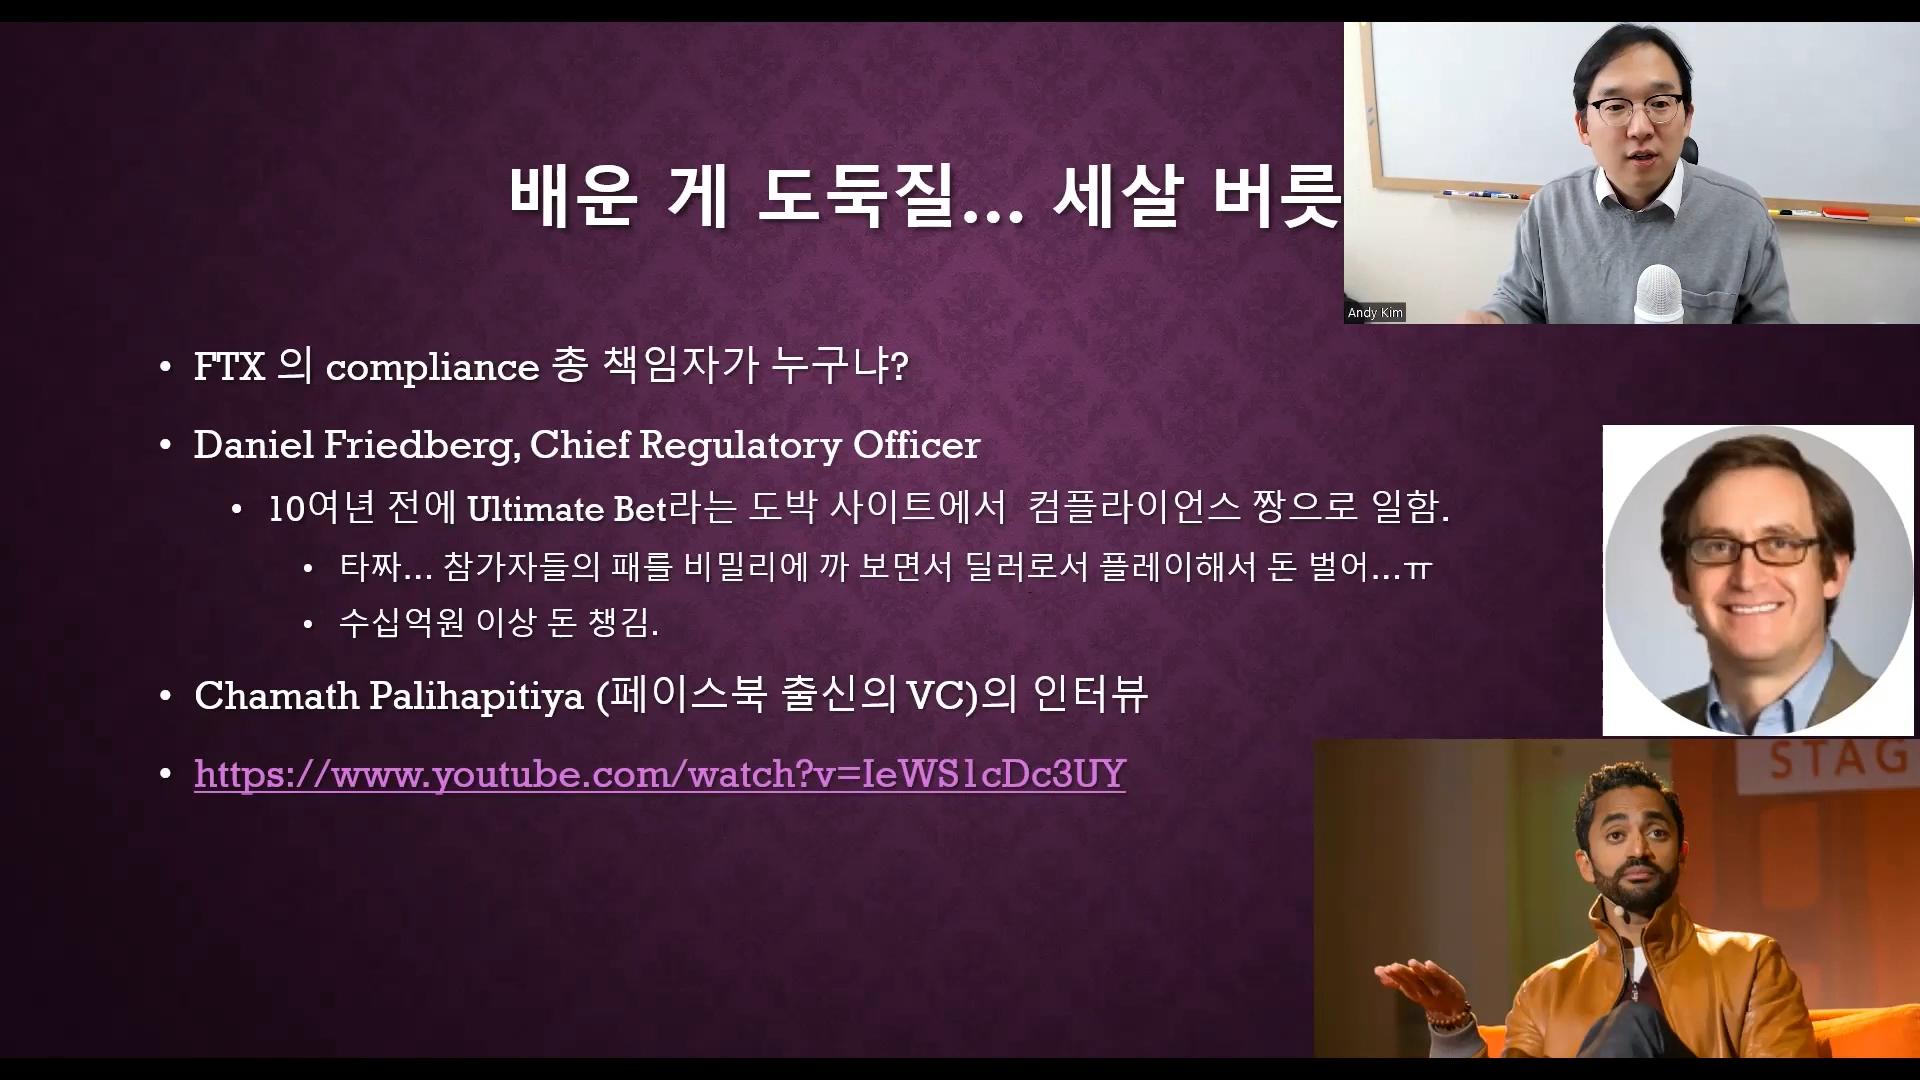 배운 게 도둑질... 세살 버릇
Andy Kim
• FTX 의 compliance 총 책임자가 누구냐?
• Daniel Friedberg, Chief Regulatory Officer
• 10여년 전에 Ultimate Bet라는 도박 사이트에서 컴플라이언스 짱으로 일함.
• 타짜... 참가자들의 패를 비밀리에 까 보면서 딜러로서 플레이해서 돈 벌어...ㅠ
• 수십억원 이상 돈 챙김.
• Chamath Palihapitiya (페이스북 출신의 VC)의 인터뷰
• https://www.youtube.com/watch?v=IeWS1cDc3UY
STAG